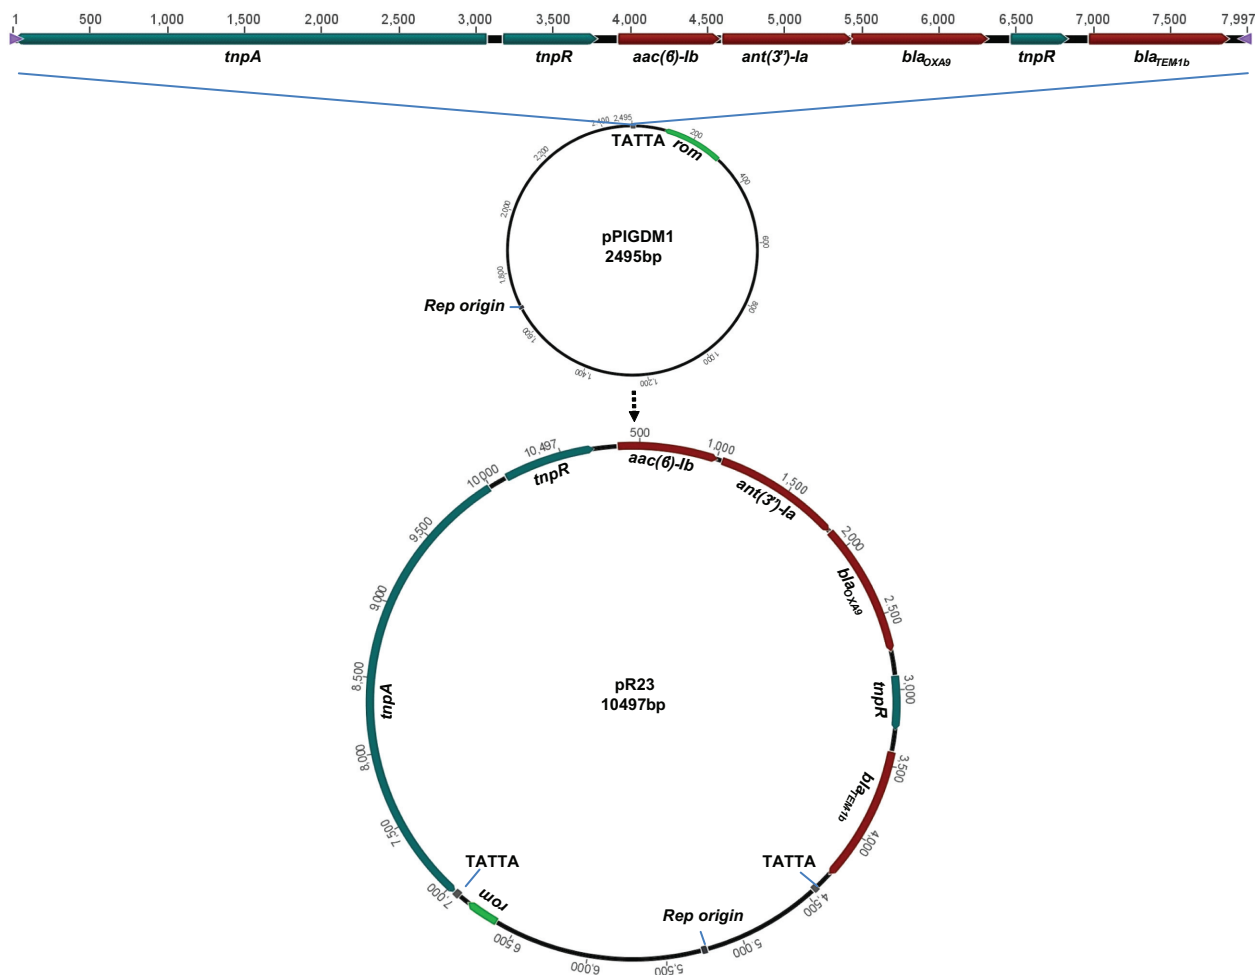 1 500 1,000 1,500 2,000 2,500 3,000 3,500 4,000 4,500 5,000 5,500 6,000 6,500 7,000 7,500 7,997
tnpA tnpR aac(6')-Ib ant(3")-Ia blaOXA9 tnpR blaTEM-1b
2,400 2,495
TATTA rom 200
2,200 400
2,000
pPIGDM1
2495bp
600
1,800
Rep origin
800
1,600
1,000
1,400
1,200
500
10,497 1,000
tnpR aac(6')-Ib
10,000 ant(3")-Ia 1,500
9,500 2,000
blaOXA9
9,000 2,500
8,500
tnpA
pR23
10497bp
tnpR 3,000
8,000 3,500
blaTEM-1b
7,500 4,000
TATTA TATTA
7,000 rom 4,500
Rep origin
6,500 5,000
6,000 5,500